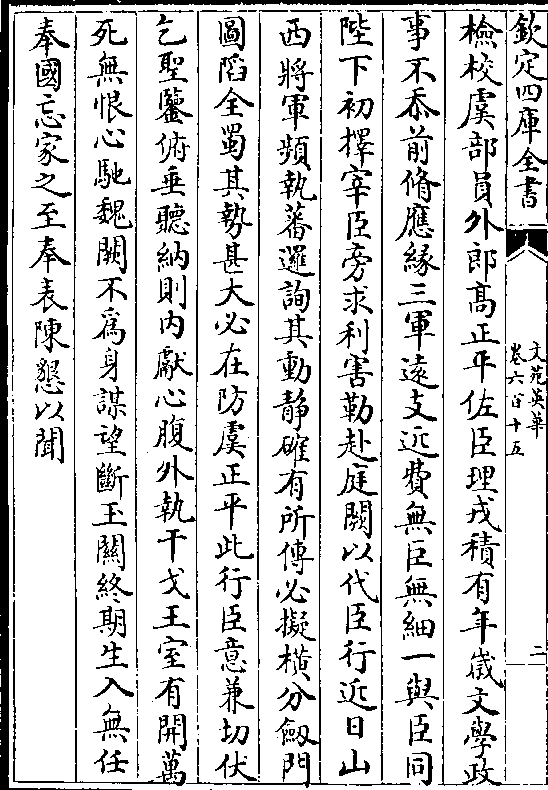 欽定四庫全書
文苑英華
卷六百十五
二
檢校虞部員外郎髙正平佐臣理戎積有年嵗文學政
事不忝前脩應縁三軍遠支近費無巨無細一與臣同
陛下初擇宰臣旁求利害勒赴庭闕以代臣行近日山
西將軍頻執蕃邏詢其動静確有所傳必擬横分劔門
圖䧟全蜀其勢甚大必在防虞正平此行臣意兼切伏
乞聖鑒俯垂聽納則内獻心腹外執干戈王室有開萬
死無恨心馳魏闕不爲身謀望斷玉關終期生入無任
奉國忘家之至奉表陳懇以聞